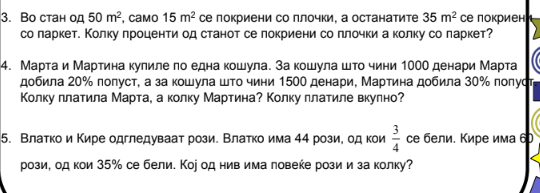 3. Во стан од 50 m², само 15 m² се покриени со плочки, а останатите 35 m² се покриени
со паркет. Колку проценти од станот се покриени со плочки а колку со паркет?
4. Марта и Мартина купиле по една кошула. За кошула што чини 1000 денари Марта
добила 20% попуст, а за кошула што чини 1500 денари, Мартина добила 30% попуст
Колку платила Марта, а колку Мартина? Колку платиле вкупно?
5. Влатко и Кире одгледуваат рози. Влатко има 44 рози, од кои 3/4 се бели. Кире има 60
рози, од кои 35% се бели. Кој од нив има повеќе рози и за колку?